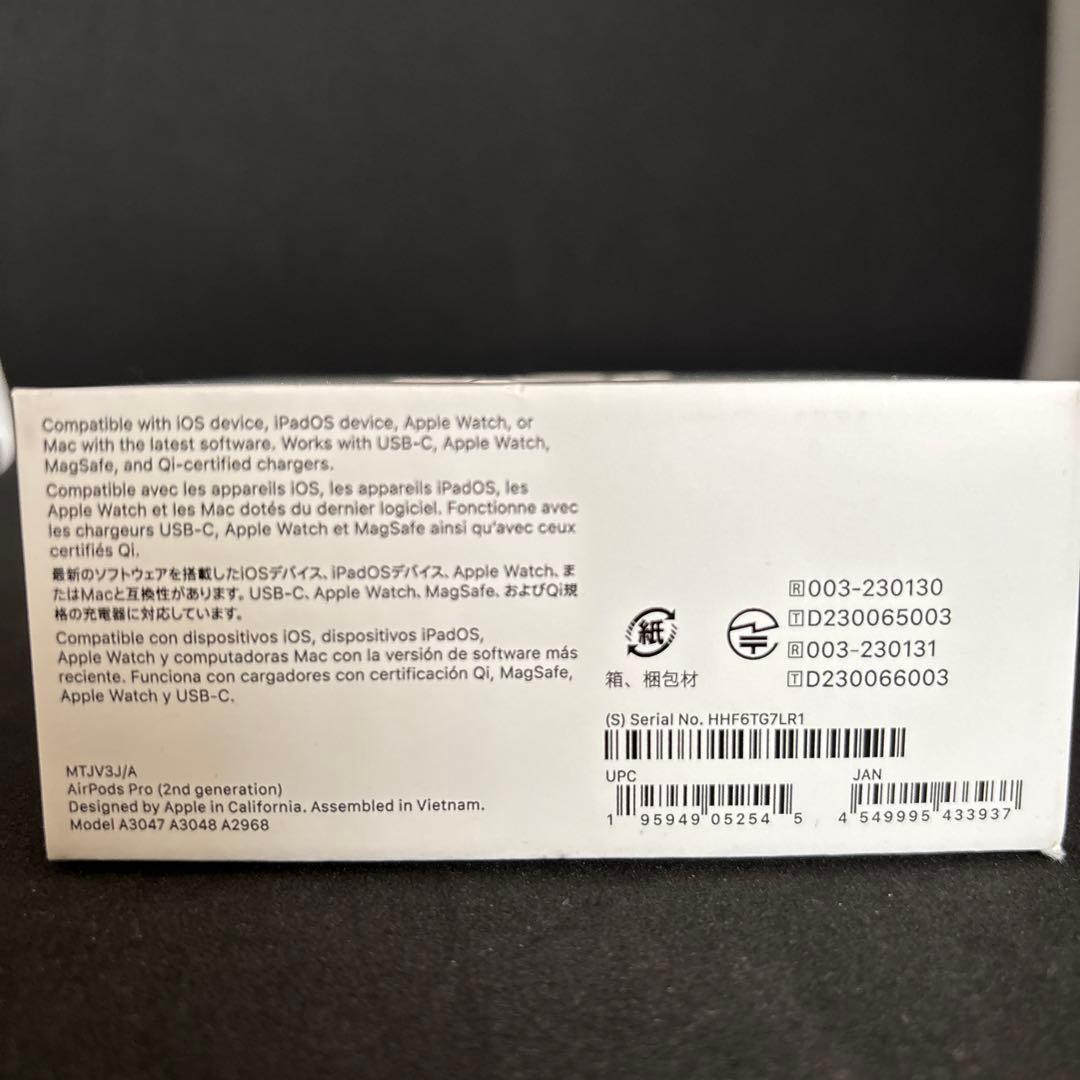 Compatible with iOS device, iPadOS device, Apple Watch, or
Mac with the latest software. Works with USB-C, Apple Watch,
MagSafe, and Qi-certified chargers.
Compatible avec les appareils iOS, les appareils iPadOS, les
Apple Watch et les Mac dotés du dernier logiciel. Fonctionne avec
les chargeurs USB-C, Apple Watch et MagSafe ainsi qu'avec ceux
certifiés Qi.
最新のソフトウェアを搭載したiOSデバイス、iPadOSデバイス、Apple Watch、ま
たはMacと互換性があります。USB-C、Apple Watch、MagSafe、およびQi規
格の充電器に対応しています。
Compatible con dispositivos iOS, dispositivos iPadOS,
Apple Watch y computadoras Mac con la versión de software más
reciente. Funciona con cargadores con certificación Qi, MagSafe,
Apple Watch y USB-C.
MTJV3J/A
AirPods Pro (2nd generation)
Designed by Apple in California. Assembled in Vietnam.
Model A3047 A3048 A2968
紙
箱、梱包材
R 003-230130
T D230065003
R 003-230131
T D230066003
(S) Serial No. HHF6TG7LR1
UPC
1 95949 05254 5
JAN
4 549995 433937